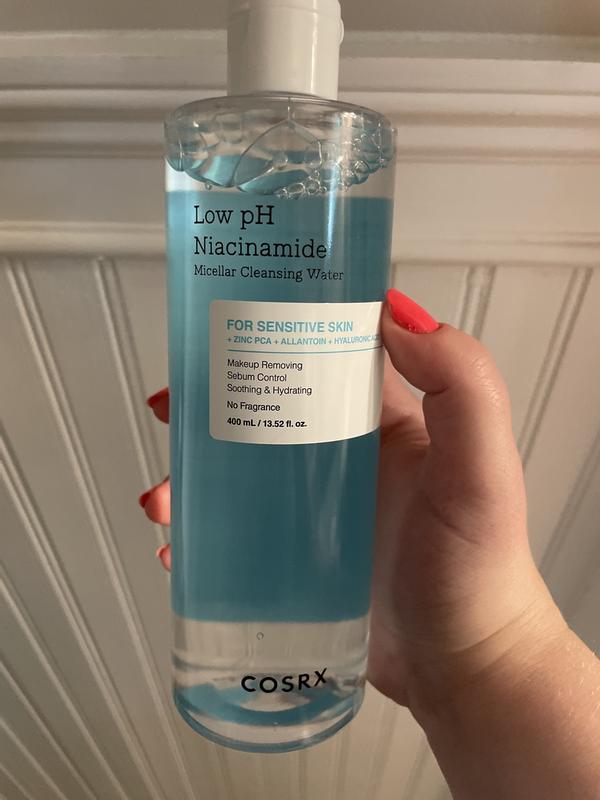 Low pH
Niacinamide
Micellar Cleansing Water
FOR SENSITIVE SKIN
+ ZINC PCA + ALLANTOIN + HYALURONIC
Makeup Removing
Sebum Control
Soothing & Hydrating
No Fragrance
400 mL / 13.52 fl. oz.
COSRX